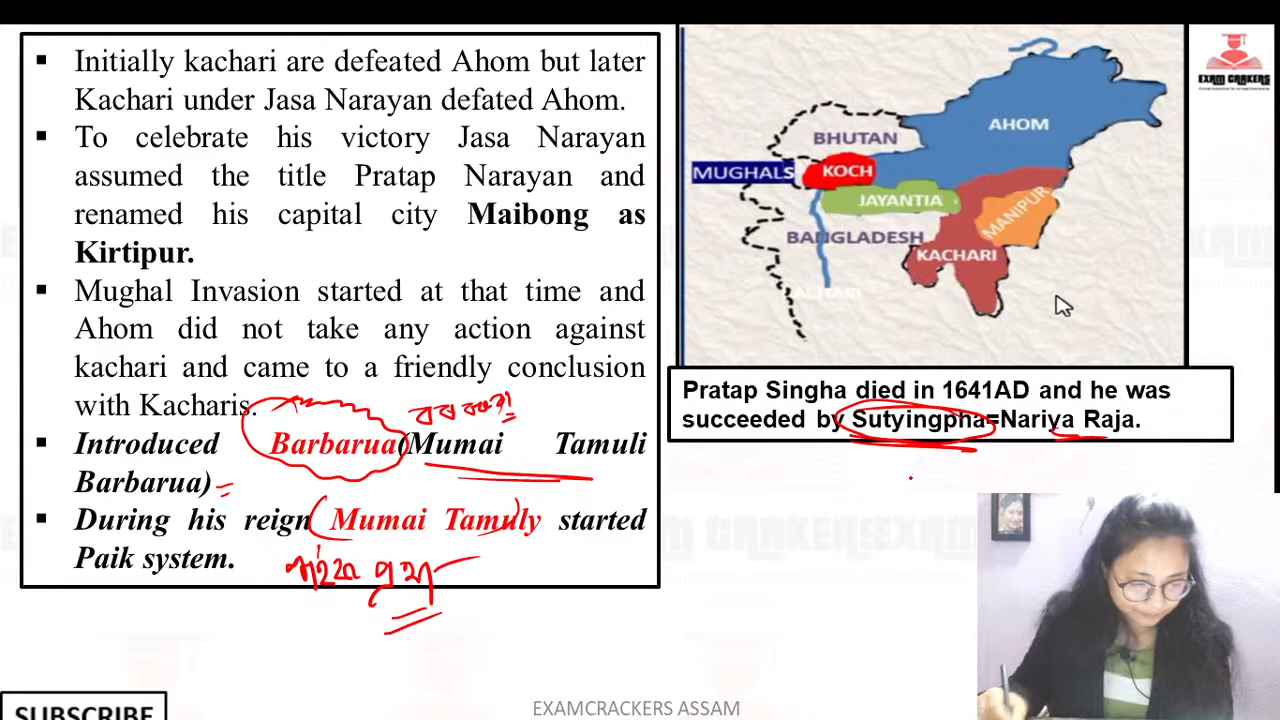 Initially kachari are defeated Ahom but later
Kachari under Jasa Narayan defated Ahom.
To celebrate his victory Jasa Narayan
assumed the title Pratap Narayan and
renamed his capital city Maibong as
Kirtipur.
Mughal Invasion started at that time and
Ahom did not take any action against
kachari and came to a friendly conclusion
with Kacharis.
Introduced Barbarua(Mumai Tamuli
Barbarua)
During his reign Mumai Tamuly started
Paik system.
BHUTAN
AHOM
MUGHALS
KOCH
JAYANTIA
MANIPUR
BANGLADESH
KACHARI
EXAM CRAKERS
Pratap Singha died in 1641AD and he was
succeeded by Sutyingpha=Nariya Raja.
SUBSCRIBE
EXAMCRACKERS ASSAM